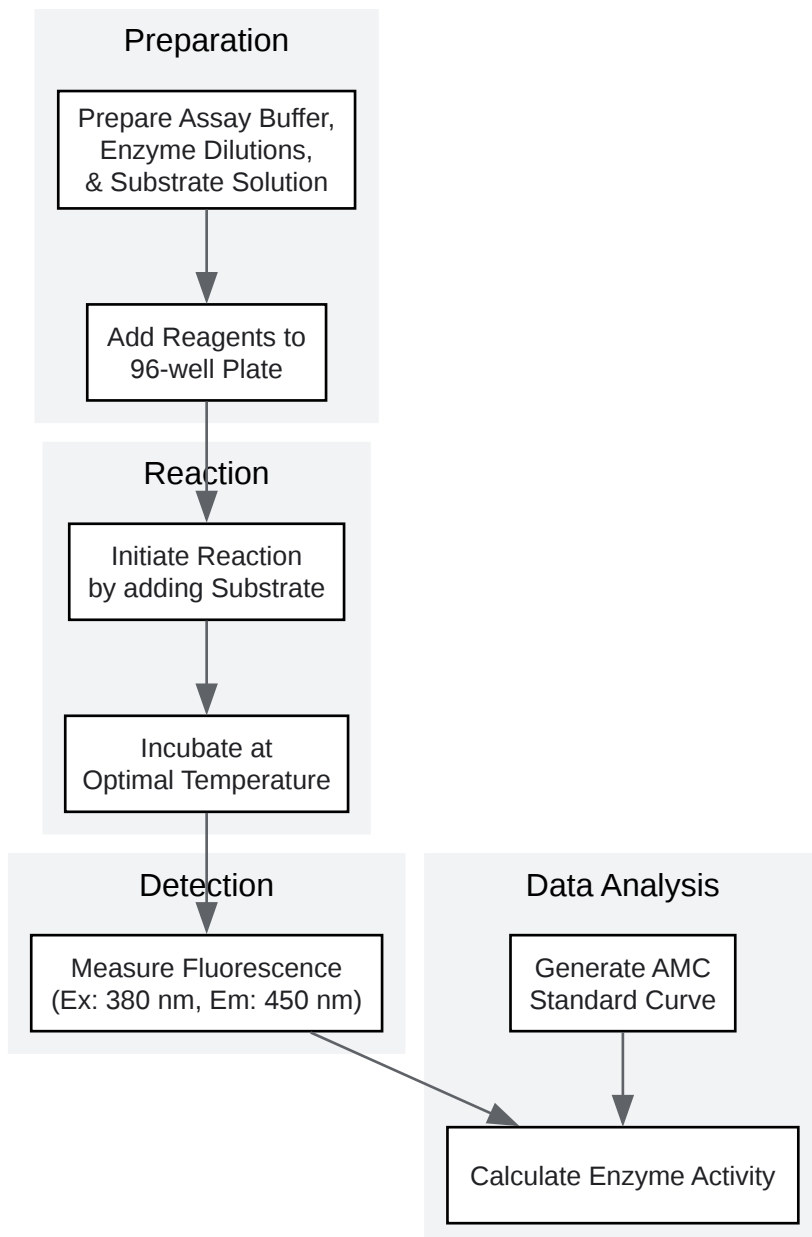 Preparation
Prepare Assay Buffer,
Enzyme Dilutions,
& Substrate Solution
Add Reagents to
96-well Plate
Reaction
Initiate Reaction
by adding Substrate
Incubate at
Optimal Temperature
Detection
Measure Fluorescence
(Ex: 380 nm, Em: 450 nm)
Data Analysis
Generate AMC
Standard Curve
Calculate Enzyme Activity